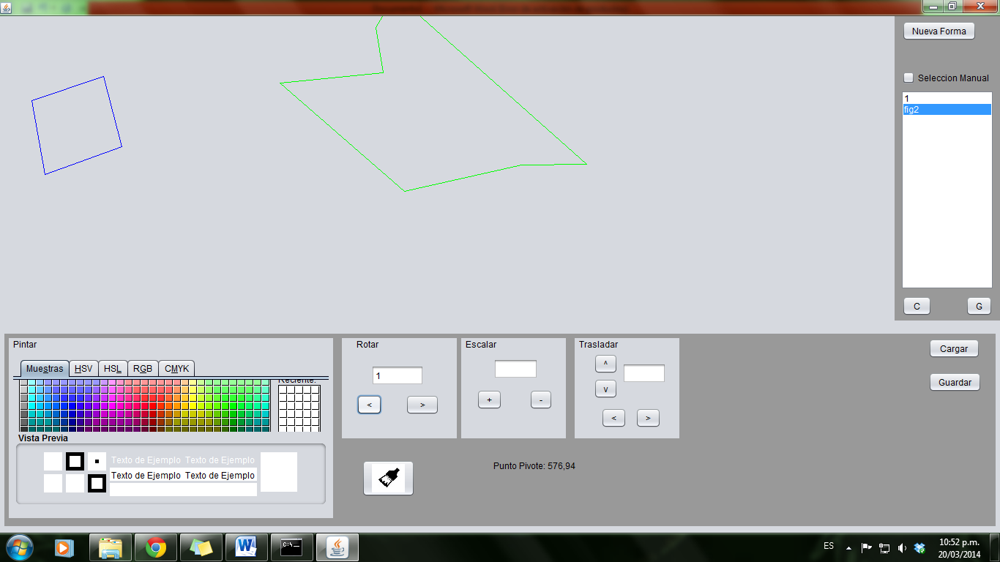 Nueva Forma
Seleccion Manual
1
fig2
C
G
Pintar
Muestras HSV HSL RGB CMYK
Reciente:
Vista Previa
Texto de Ejemplo Texto de Ejemplo
Texto de Ejemplo Texto de Ejemplo
Rotar
1
< >
Escalar
+ -
Trasladar
^
v
< >
Punto Pivote: 576,94
Cargar
Guardar
C:\
ES
10:52 p.m.
20/03/2014